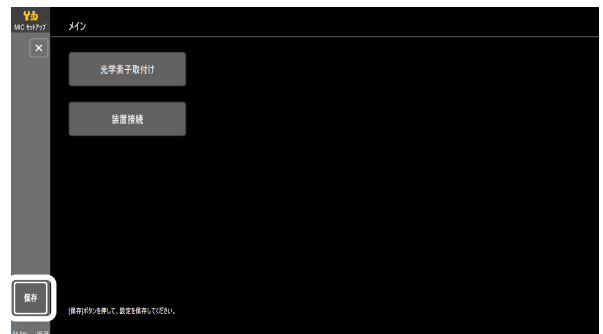 MIC セットアップ
メイン
光学素子取付け
装置接続
保存
[保存]ボタンを押して、設定を保存してください。